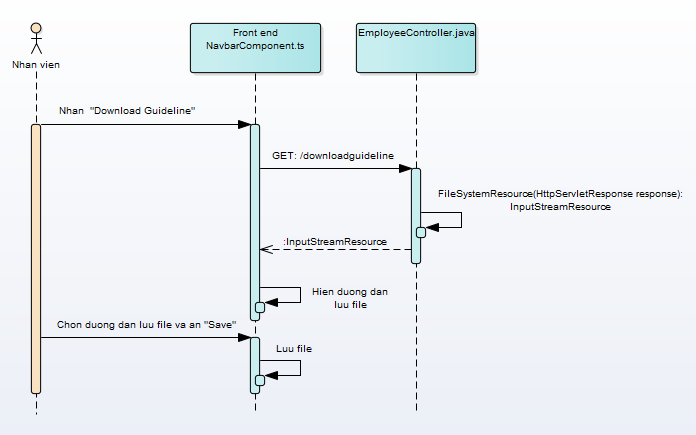 Front end
NavbarComponent.ts
EmployeeController.java
Nhan vien
Nhan  "Download Guideline"
GET: /downloadguideline
FileSystemResource(HttpServletResponse response):
InputStreamResource
:InputStreamResource
Hien duong dan
luu file
Chon duong dan luu file va an "Save"
Luu file